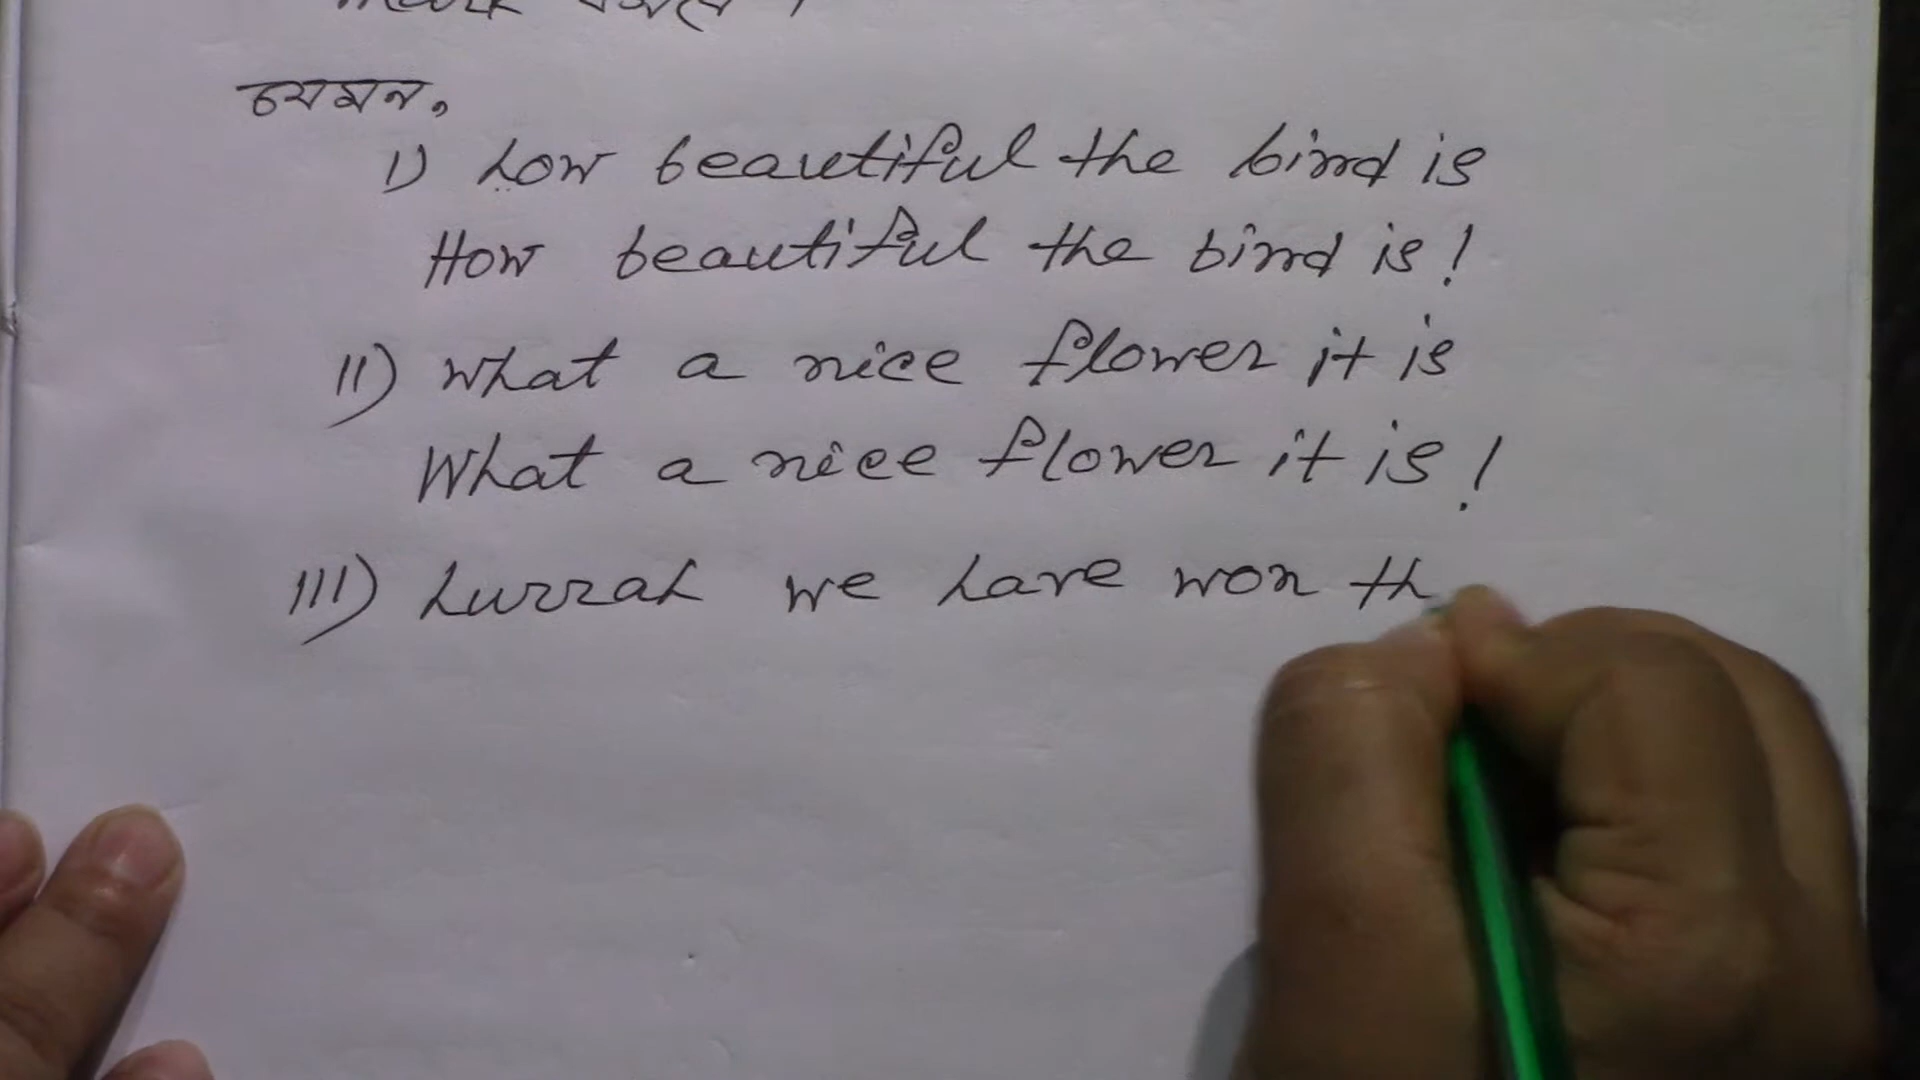 যেমন,
i) how beautiful the bird is
How beautiful the bird is!
ii) what a nice flower it is
What a nice flower it is!
iii) hurrah we have won th